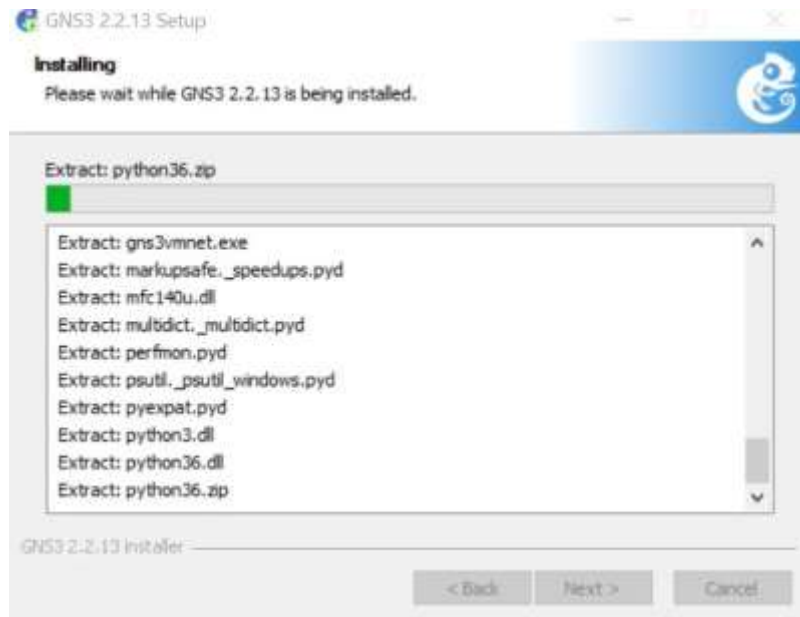 GNS3 2.2.13 Setup
Installing
Please wait while GNS3 2.2.13 is being installed.
Extract: python36.zip
Extract: gns3vmnet.exe
Extract: markupsafe._speedups.pyd
Extract: mfc140u.dll
Extract: multidict._multidict.pyd
Extract: perfmon.pyd
Extract: psutil._psutil_windows.pyd
Extract: pyexpat.pyd
Extract: python3.dll
Extract: python36.dll
Extract: python36.zip
GNS3 2.2.13 installer
< Back Next > Cancel